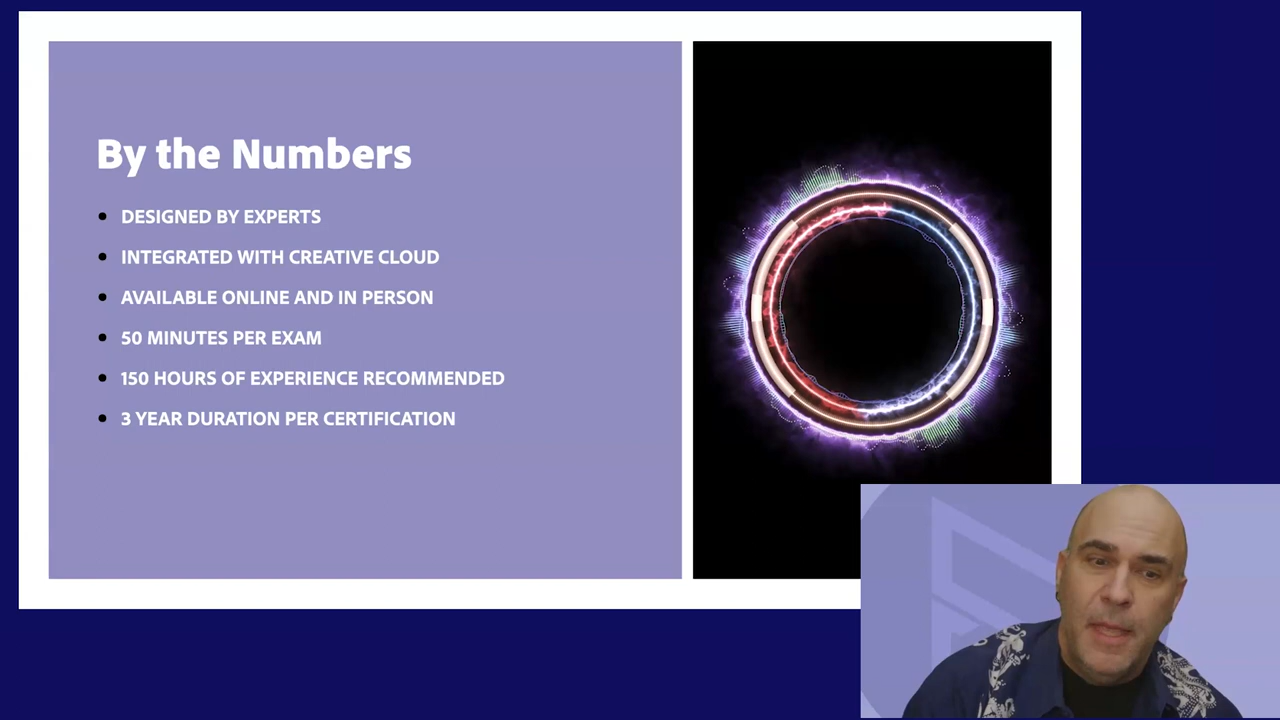 By the Numbers
DESIGNED BY EXPERTS
INTEGRATED WITH CREATIVE CLOUD
AVAILABLE ONLINE AND IN PERSON
50 MINUTES PER EXAM
150 HOURS OF EXPERIENCE RECOMMENDED
3 YEAR DURATION PER CERTIFICATION